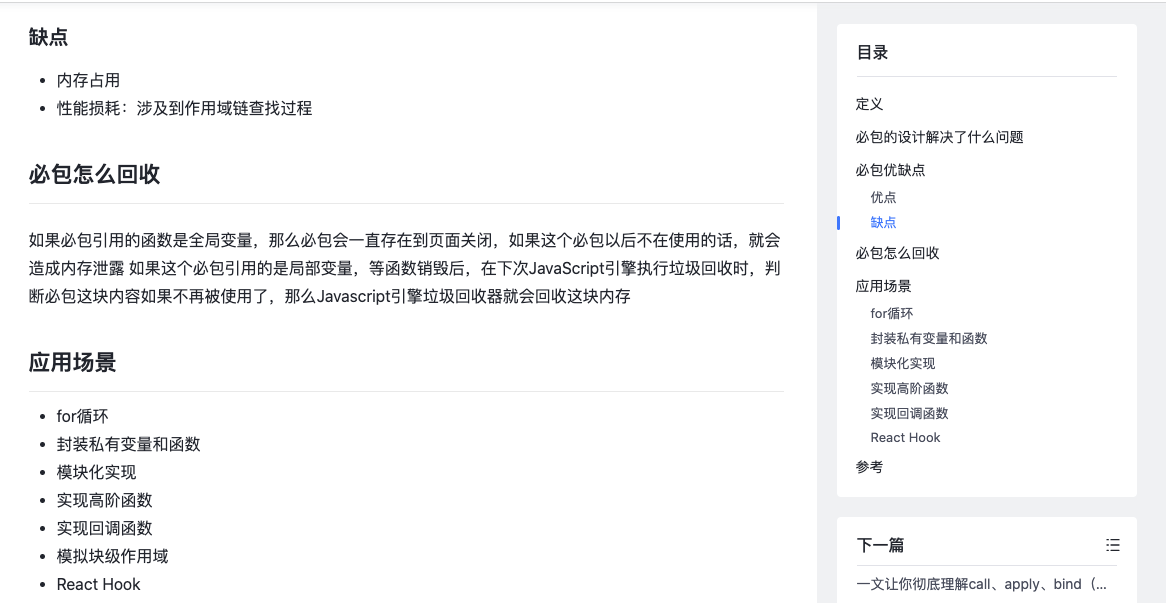 缺点
内存占用
性能损耗：涉及到作用域链查找过程
必包怎么回收
如果必包引用的函数是全局变量，那么必包会一直存在到页面关闭，如果这个必包以后不在使用的话，就会
造成内存泄露 如果这个必包引用的是局部变量，等函数销毁后，在下次JavaScript引擎执行垃圾回收时，判
断必包这块内容如果不再被使用了，那么Javascript引擎垃圾回收器就会回收这块内存
应用场景
for循环
封装私有变量和函数
模块化实现
实现高阶函数
实现回调函数
模拟块级作用域
React Hook
目录
定义
必包的设计解决了什么问题
必包优缺点
优点
缺点
必包怎么回收
应用场景
for循环
封装私有变量和函数
模块化实现
实现高阶函数
实现回调函数
React Hook
参考
下一篇
一文让你彻底理解call、apply、bind（...